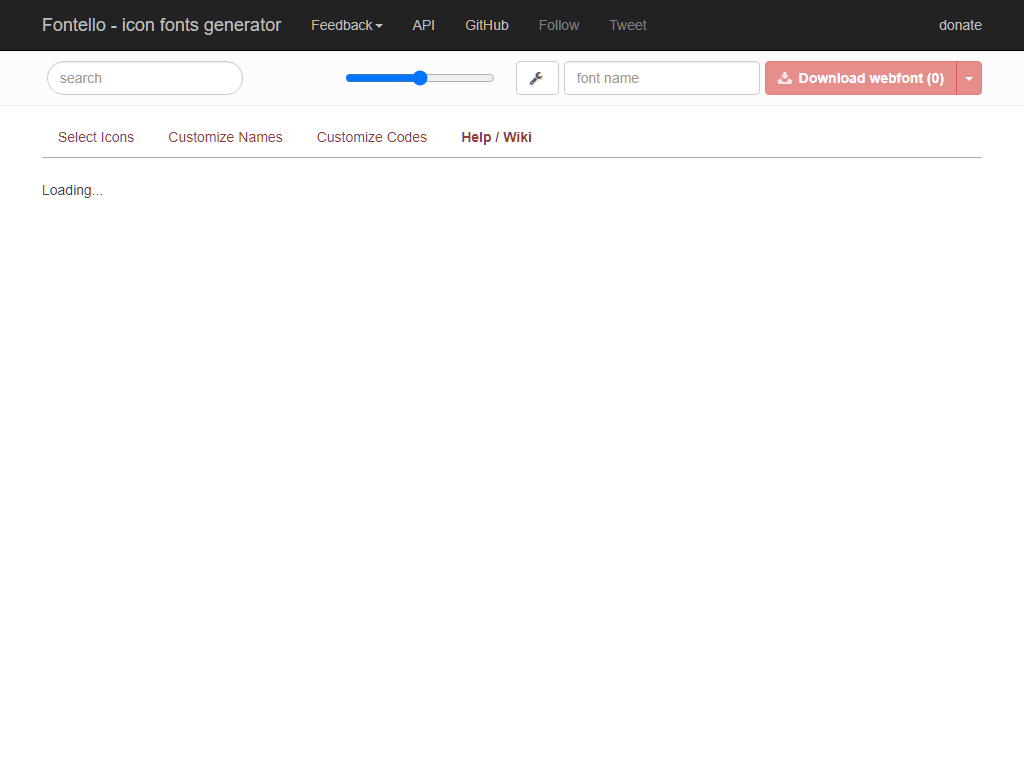 Fontello - icon fonts generator Feedback API GitHub Follow Tweet donate
search font name Download webfont (0)
Select Icons Customize Names Customize Codes Help / Wiki
Loading...